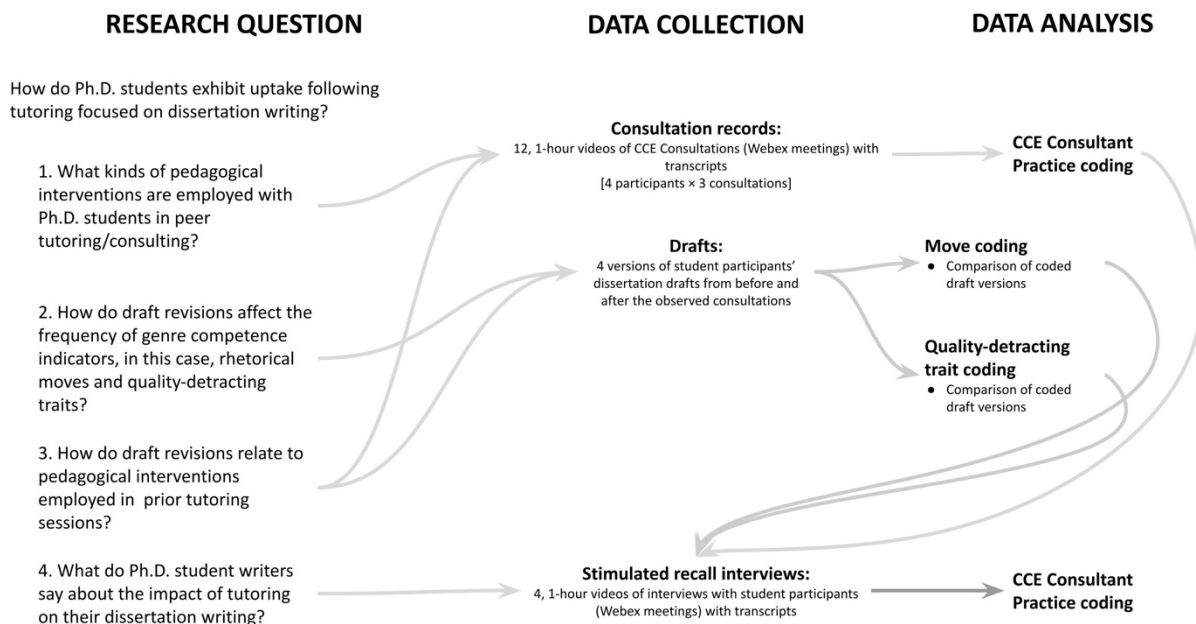 RESEARCH QUESTION
DATA COLLECTION
DATA ANALYSIS
How do Ph.D. students exhibit uptake following
tutoring focused on dissertation writing?
1. What kinds of pedagogical
interventions are employed with
Ph.D. students in peer
tutoring/consulting?
2. How do draft revisions affect the
frequency of genre competence
indicators, in this case, rhetorical
moves and quality-detracting
traits?
3. How do draft revisions relate to
pedagogical interventions
employed in prior tutoring
sessions?
4. What do Ph.D. student writers
say about the impact of tutoring
on their dissertation writing?
Consultation records:
12, 1-hour videos of CCE Consultations (Webex meetings) with
transcripts
[4 participants × 3 consultations]
Drafts:
4 versions of student participants'
dissertation drafts from before and
after the observed consultations
Stimulated recall interviews:
4, 1-hour videos of interviews with student participants
(Webex meetings) with transcripts
CCE Consultant
Practice coding
Move coding
● Comparison of coded
draft versions
Quality-detracting
trait coding
● Comparison of coded
draft versions
CCE Consultant
Practice coding